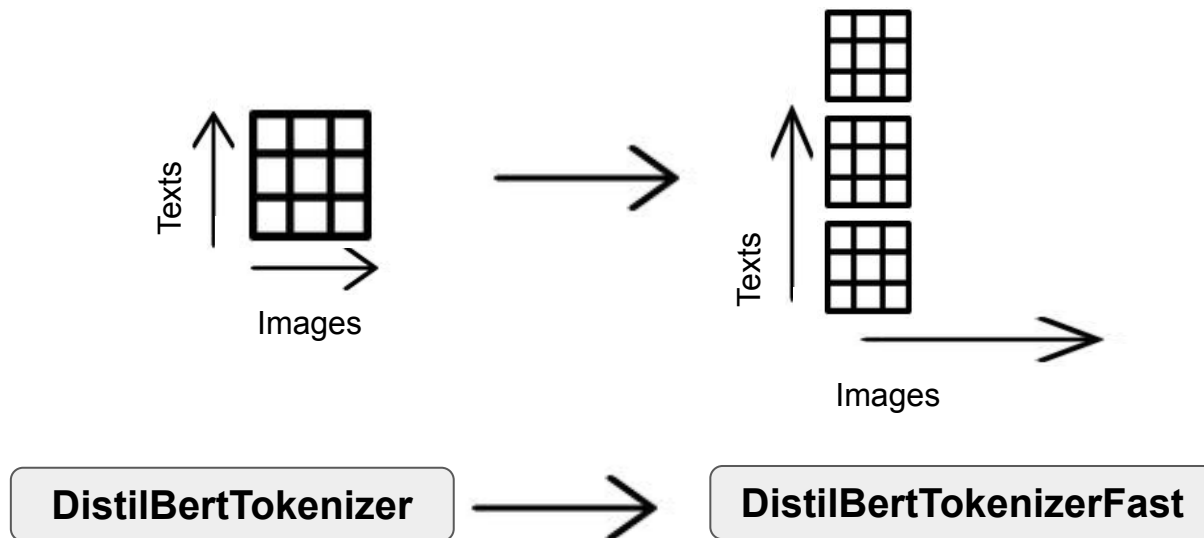 Texts
Images
Texts
Images
DistilBertTokenizer
DistilBertTokenizerFast